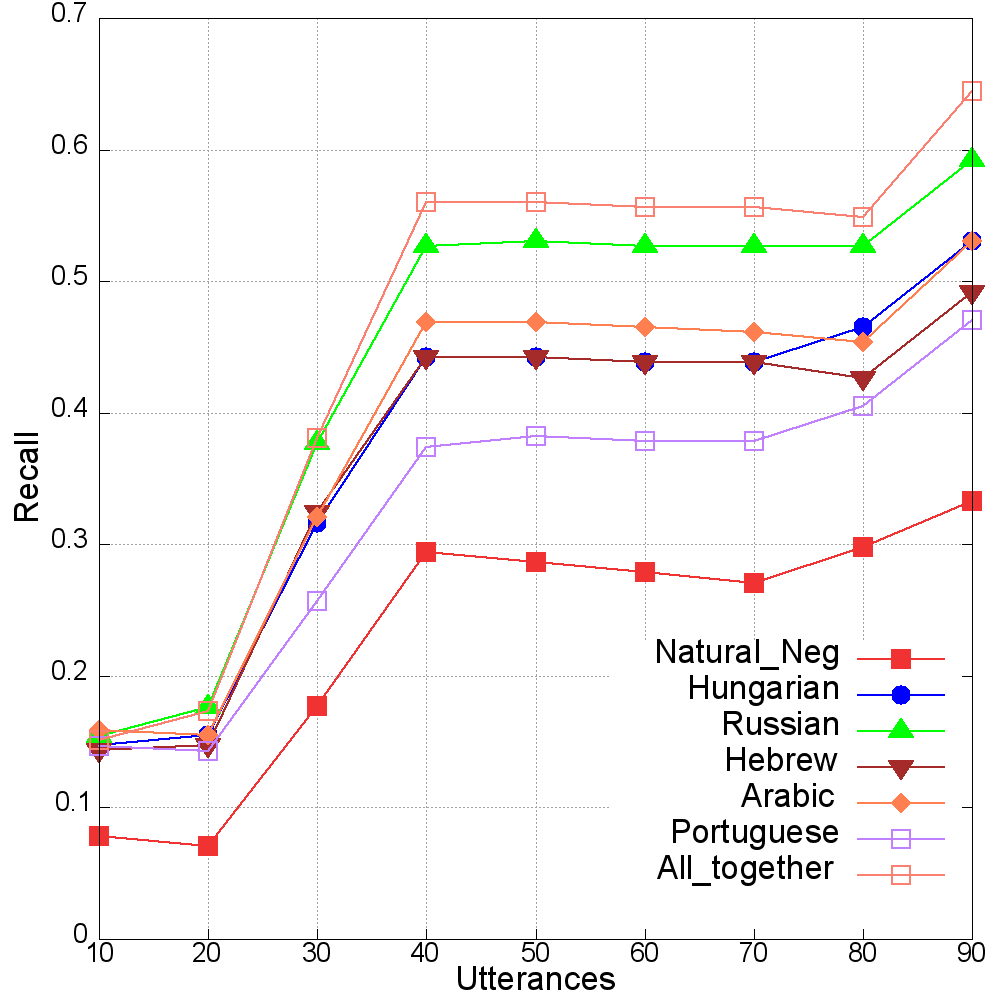 0.7
0.6
0.5
0.4
0.3
0.2
0.1
0
Recall
10 20 30 40 50 60 70 80 90
Utterances
Natural_Neg
Hungarian
Russian
Hebrew
Arabic
Portuguese
All_together